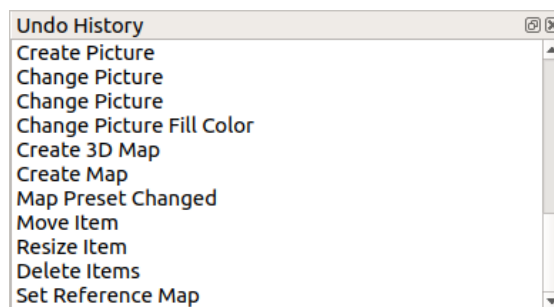 Undo History
Create Picture
Change Picture
Change Picture
Change Picture Fill Color
Create 3D Map
Create Map
Map Preset Changed
Move Item
Resize Item
Delete Items
Set Reference Map